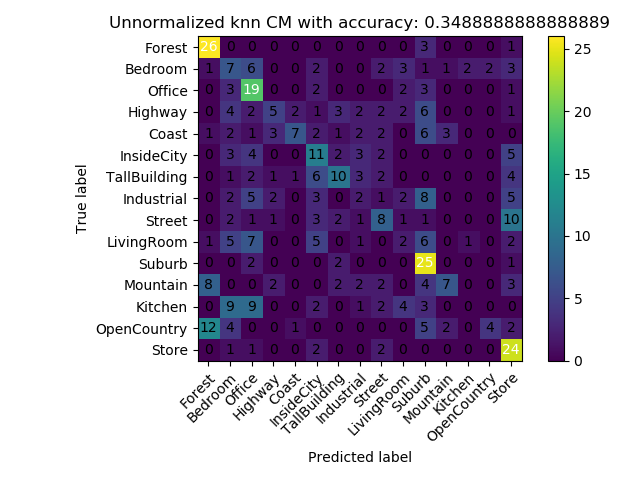 Unnormalized knn CM with accuracy: 0.3488888888888889
True label
Forest 26 0 0 0 0 0 0 0 0 0 3 0 0 0 1
Bedroom 1 7 6 0 0 2 0 0 2 3 1 1 2 2 3
Office 0 3 19 0 0 2 0 0 0 2 3 0 0 0 1
Highway 0 4 2 5 2 1 3 2 2 2 6 0 0 0 1
Coast 1 2 1 3 7 2 1 2 2 0 6 3 0 0 0
InsideCity 0 3 4 0 0 11 2 3 2 0 0 0 0 0 5
TallBuilding 0 1 2 1 1 6 10 3 2 0 0 0 0 0 4
Industrial 0 2 5 2 0 3 0 2 1 2 8 0 0 0 5
Street 0 2 1 1 0 3 2 1 8 1 1 0 0 0 10
LivingRoom 1 5 7 0 0 5 0 1 0 2 6 0 1 0 2
Suburb 0 0 2 0 0 0 2 0 0 0 25 0 0 0 1
Mountain 8 0 0 2 0 0 2 2 2 0 4 7 0 0 3
Kitchen 0 9 9 0 0 2 0 1 2 4 3 0 0 0 0
OpenCountry 12 4 0 0 1 0 0 0 0 0 5 2 0 4 2
Store 0 1 1 0 0 2 0 0 2 0 0 0 0 0 24
Forest Bedroom Office Highway Coast InsideCity TallBuilding Industrial Street LivingRoom Suburb Mountain Kitchen OpenCountry Store
Predicted label
25
20
15
10
5
0